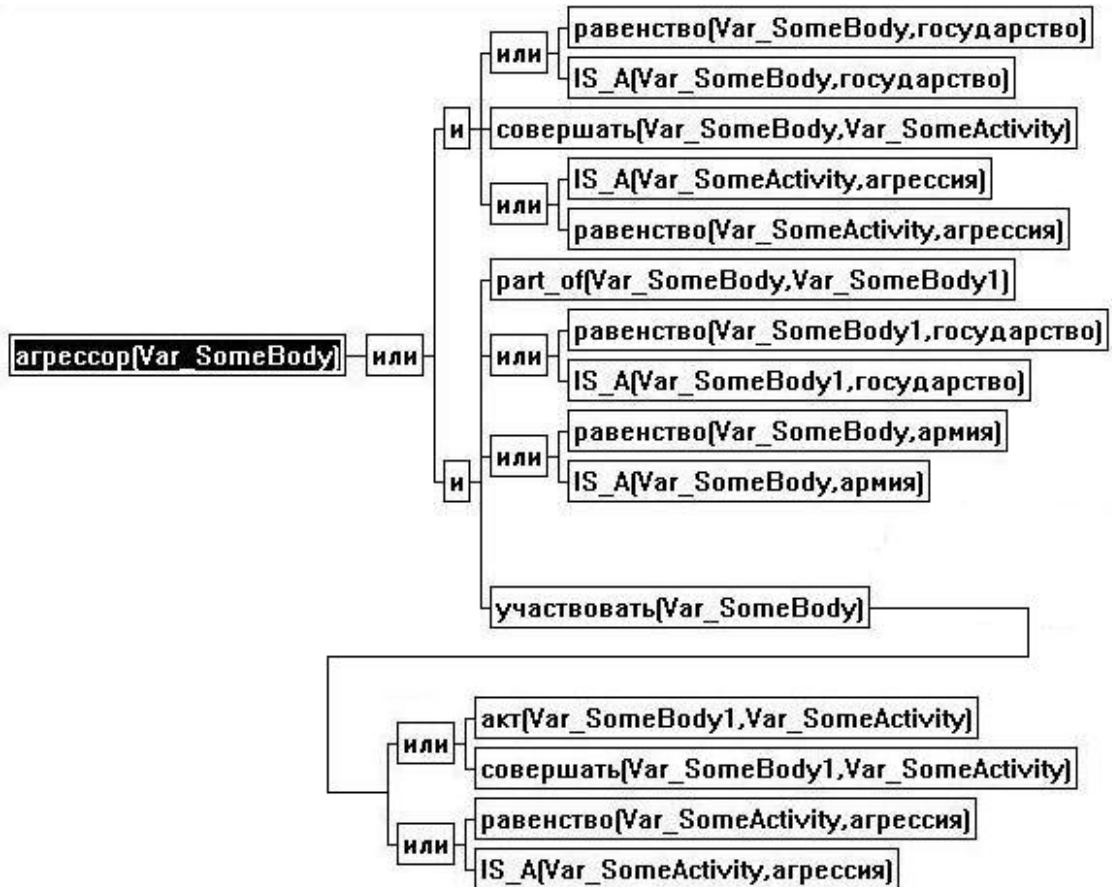 равенство(Var_SomeBody,государство)
или
IS_A(Var_SomeBody,государство)
и
совершать(Var_SomeBody,Var_SomeActivity)
IS_A(Var_SomeActivity,агрессия)
или
равенство(Var_SomeActivity,агрессия)
part_of(Var_SomeBody,Var_SomeBody1)
равенство(Var_SomeBody1,государство)
агрессор(Var_SomeBody)
или
или
IS_A(Var_SomeBody1,государство)
равенство(Var_SomeBody,армия)
или
и
IS_A(Var_SomeBody,армия)
участвовать(Var_SomeBody)
акт(Var_SomeBody1,Var_SomeActivity)
или
совершать(Var_SomeBody1,Var_SomeActivity)
равенство(Var_SomeActivity,агрессия)
или
IS_A(Var_SomeActivity,агрессия)